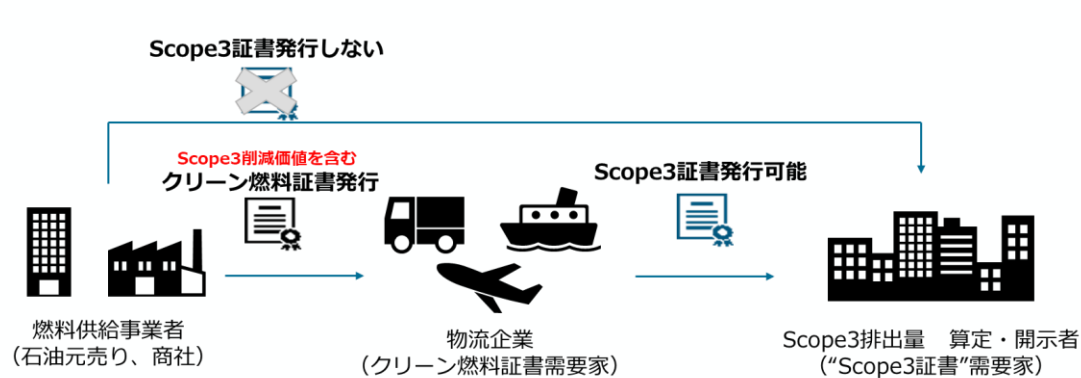 Scope3証書発行しない
Scope3削減価値を含む
クリーン燃料証書発行
Scope3証書発行可能
燃料供給事業者
（石油元売り、商社）
物流企業
（クリーン燃料証書需要家）
Scope3排出量　算定・開示者
（“Scope3証書”需要家）